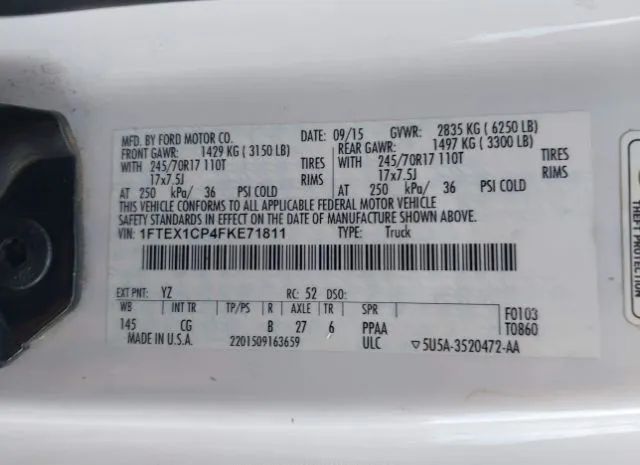 MFD. BY FORD MOTOR CO. DATE: 09/15 GVWR: 2835 KG ( 6250 LB)
FRONT GAWR: 1429 KG ( 3150 LB) REAR GAWR: 1497 KG ( 3300 LB)
WITH 245/70R17 110T TIRES WITH 245/70R17 110T TIRES
17x7.5J RIMS 17x7.5J RIMS
AT 250 kPa/ 36 PSI COLD AT 250 kPa/ 36 PSI COLD
THIS VEHICLE CONFORMS TO ALL APPLICABLE FEDERAL MOTOR VEHICLE
SAFETY STANDARDS IN EFFECT ON THE DATE OF MANUFACTURE SHOWN ABOVE.
VIN: 1FTEX1CP4FKE71811 TYPE: Truck
EXT PNT: YZ RC: 52 DSO:
WB INT TR TP/PS R AXLE TR SPR F0103
145 CG B 27 6 PPAA T0860
MADE IN U.S.A. 2201509163659 ULC 5U5A-3520472-AA
THEFT PROTECTION